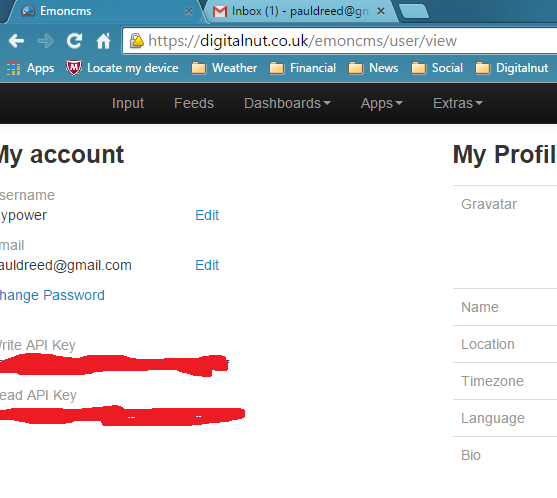 Emoncms
Inbox (1) - pauldreed@gm
https://digitalnut.co.uk/emoncms/user/view
Apps Locate my device Weather Financial News Social Digitalnut
Input Feeds Dashboards Apps Extras
My account
My Profil
sername
ypower Edit
mail
auldreed@gmail.com Edit
hange Password
rite API Key
ead API Key
Gravatar
Name
Location
Timezone
Language
Bio